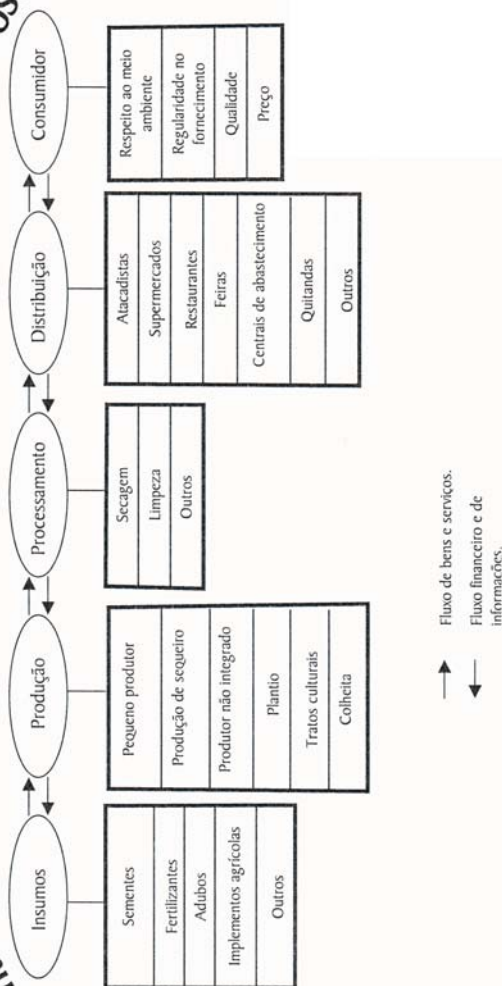 Insumos
Produção
Processamento
Distribuição
Consumidor
Sementes
Fertilizantes
Adubos
Implementos agrícolas
Outros
Pequeno produtor
Produção de sequeiro
Produtor não integrado
Plantio
Tratos culturais
Colheita
Secagem
Limpeza
Outros
Atacadistas
Supermercados
Restaurantes
Feiras
Centrais de abastecimento
Quitandas
Outros
Respeito ao meio
ambiente
Regularidade no
fornecimento
Qualidade
Preço
Fluxo de bens e serviços.
Fluxo financeiro e de
informações.